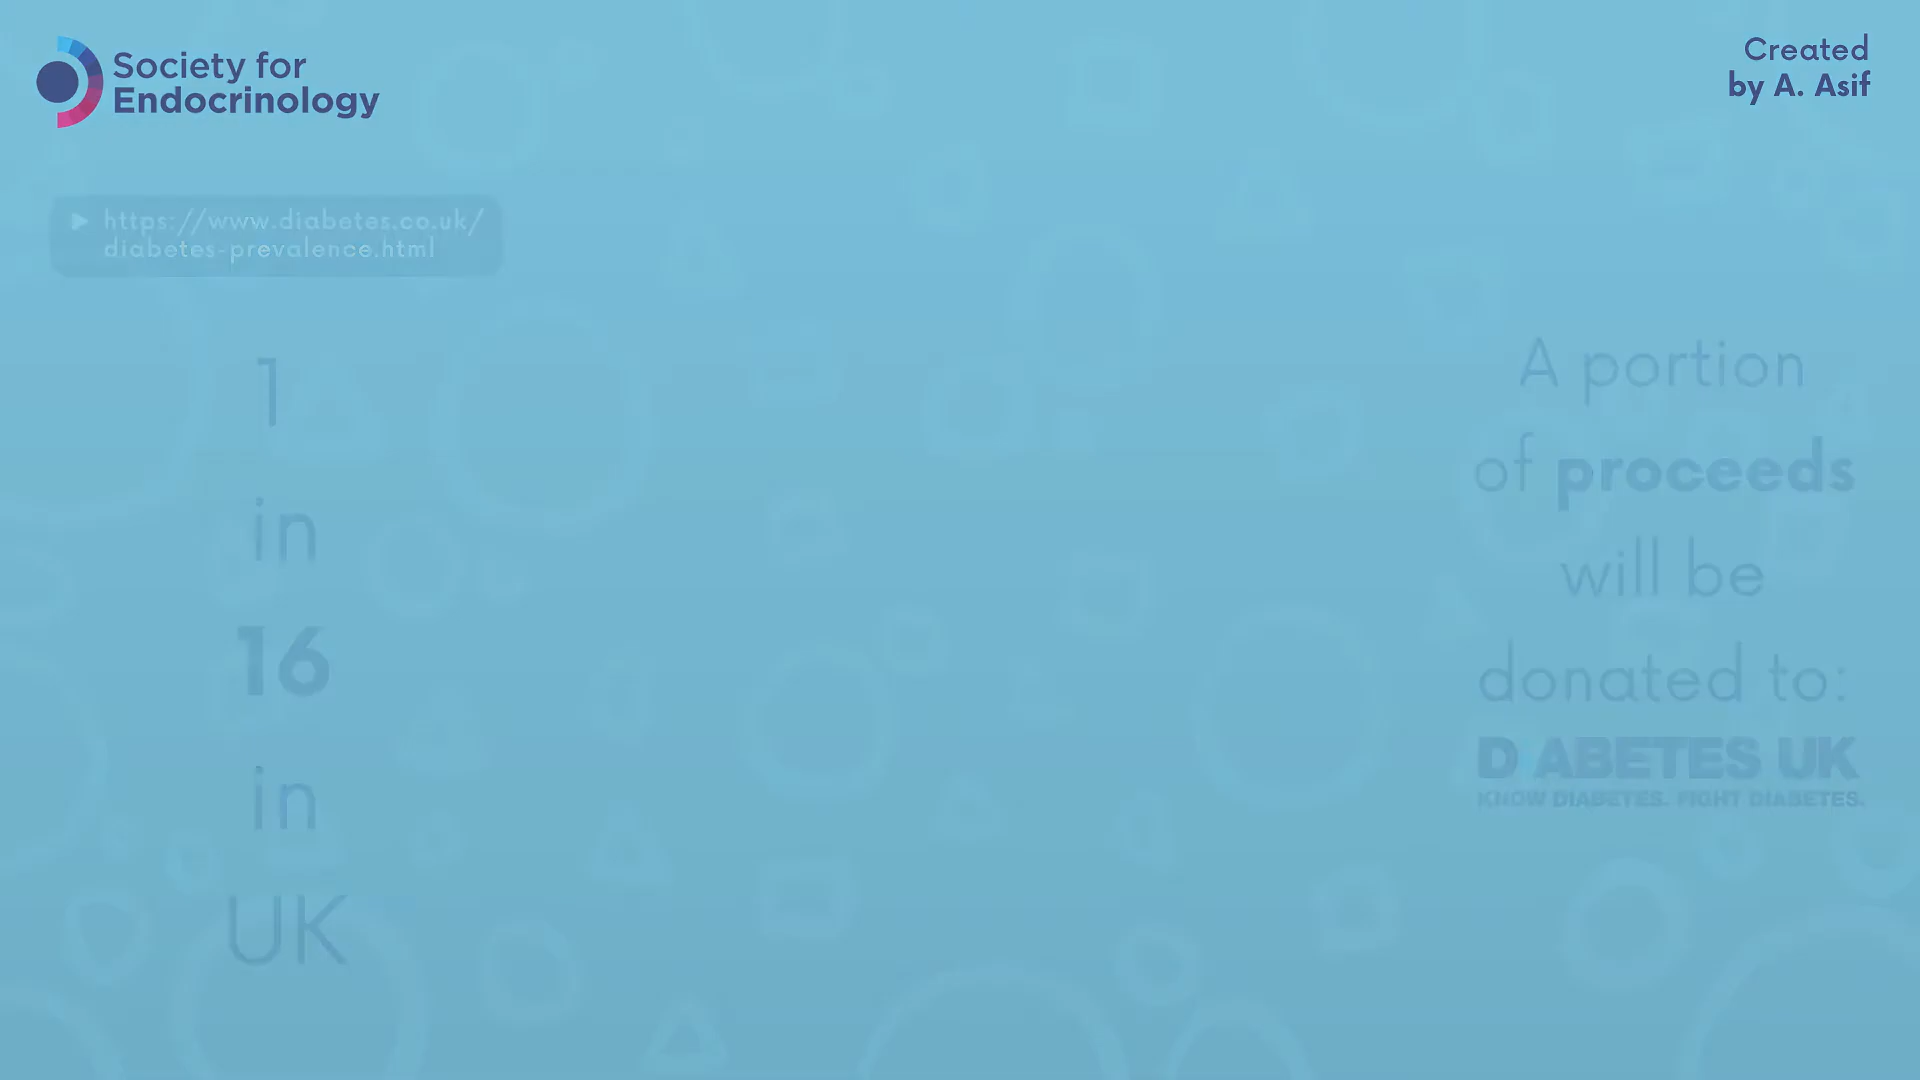 Society for
Endocrinology
Created
by A. Asif
https://www.diabetes.co.uk/
diabetes-prevalence.html
1
in
16
in
UK
A portion
of proceeds
will be
donated to:
DiABETES UK
KNOW DIABETES. FIGHT DIABETES.